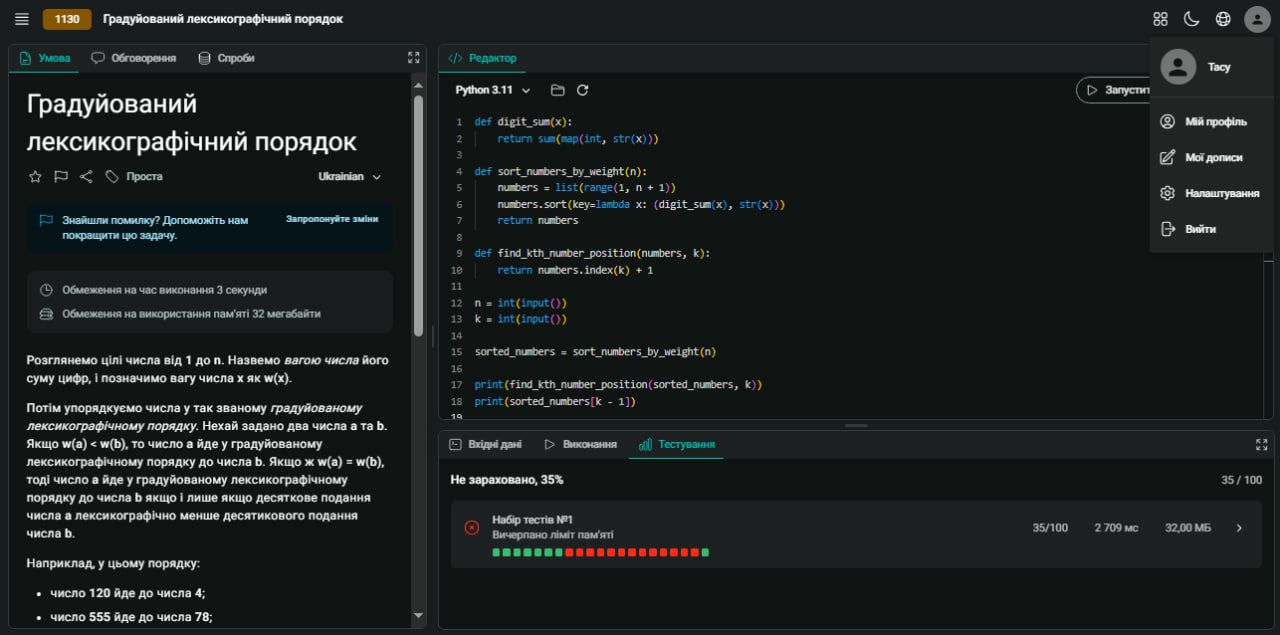 1130 Градуйований лексикографічний порядок
Умова Обговорення Спроби
Градуйований
лексикографічний порядок
Проста Ukrainian
Знайшли помилку? Допоможіть нам
покращити цю задачу.
Запропонуйте зміни
Обмеження на час виконання 3 секунди
Обмеження на використання пам'яті 32 мегабайти
Розглянемо цілі числа від 1 до n. Назвемо вагою числа його
суму цифр, і позначимо вагу числа x як w(x).
Потім упорядкуємо числа у так званому градуйованому
лексикографічному порядку. Нехай задано два числа a та b.
Якщо w(a) < w(b), то число a йде у градуйованому
лексикографічному порядку до числа b. Якщо ж w(a) = w(b),
тоді число a йде у градуйованому лексикографічному
порядку до числа b якщо і лише якщо десяткове подання
числа a лексикографічно менше десятикового подання
числа b.
Наприклад, у цьому порядку:
• число 120 йде до числа 4;
• число 555 йде до числа 78;
</> Редактор
Python 3.11
Запустит
1 def digit_sum(x):
2 return sum(map(int, str(x)))
3
4 def sort_numbers_by_weight(n):
5 numbers = list(range(1, n + 1))
6 numbers.sort(key=lambda x: (digit_sum(x), str(x)))
7 return numbers
8
9 def find_kth_number_position(numbers, k):
10 return numbers.index(k) + 1
11
12 n = int(input())
13 k = int(input())
14
15 sorted_numbers = sort_numbers_by_weight(n)
16
17 print(find_kth_number_position(sorted_numbers, k))
18 print(sorted_numbers[k - 1])
19
Тасу
Мій профіль
Мої дописи
Налаштування
Вийти
Вхідні дані Виконання Тестування
Не зараховано, 35% 35 / 100
Набір тестів №1
Вичерпано ліміт пам'яті
35/100 2 709 мс 32,00 МБ